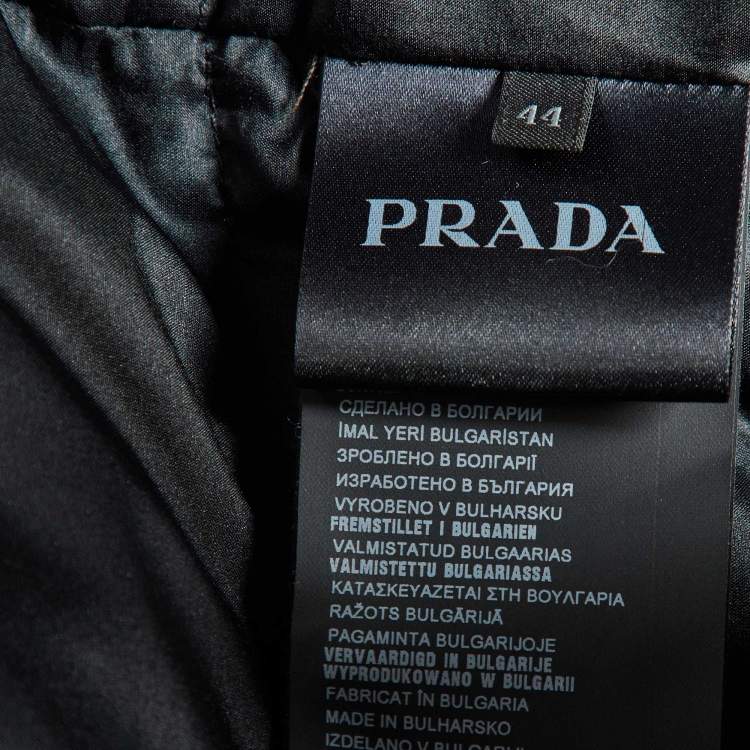 44
PRADA
СДЕЛАНО В БОЛГАРИИ
İMAL YERİ BULGARİSTAN
ЗРОБЛЕНО В БОЛГАРІЇ
ИЗРАБОТЕНО В БЪЛГАРИЯ
VYROBENO V BULHARSKU
FREMSTILLET I BULGARIEN
VALMISTATUD BULGAARIAS
VALMISTETTU BULGARIASSA
ΚΑΤΑΣΚΕΥΑΖΕΤΑΙ ΣΤΗ ΒΟΥΛΓΑΡΙΑ
RAŽOTS BULGĀRIJĀ
PAGAMINTA BULGARIJOJE
VERVAARDIGD IN BULGARIJE
WYPRODUKOWANO W BULGARII
FABRICAT ÎN BULGARIA
MADE IN BULHARSKO
IZDELANO V